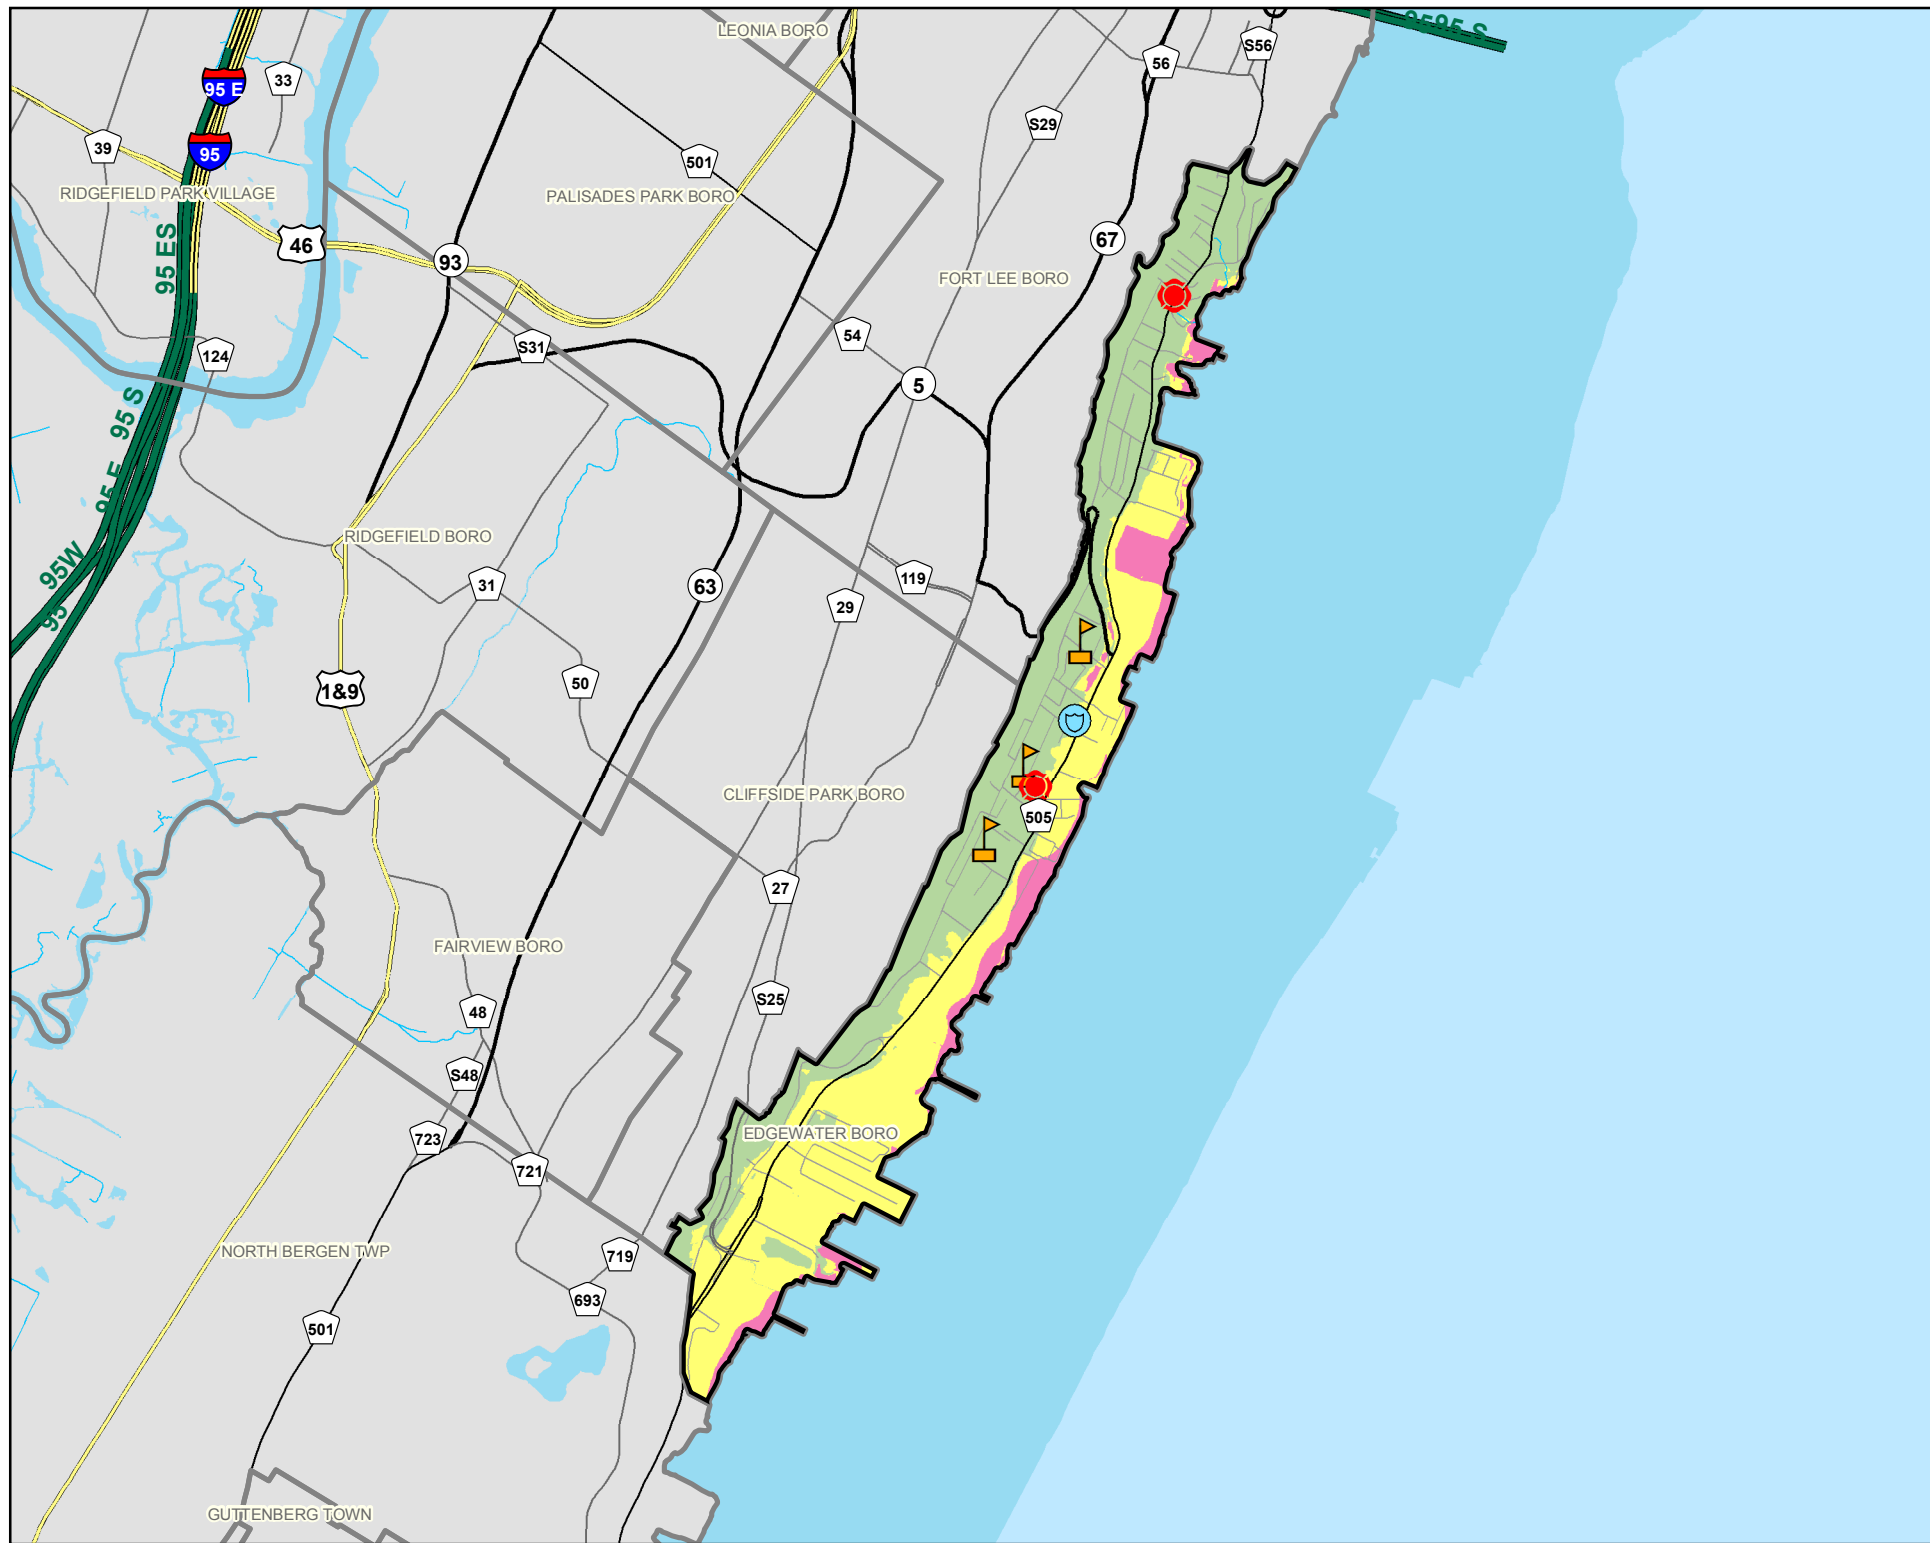 9595 S
LEONIA BORO
56
S56
95 E
33
S29
39
95
501
RIDGEFIELD PARK VILLAGE
PALISADES PARK BORO
46
67
95 ES
93
FORT LEE BORO
S31
54
124
5
95 S
95 E
RIDGEFIELD BORO
95W
31
63
119
29
95
50
1&9
CLIFFSIDE PARK BORO
505
27
FAIRVIEW BORO
48
S25
S48
723
EDGEWATER BORO
721
NORTH BERGEN TWP
719
693
501
GUTTENBERG TOWN